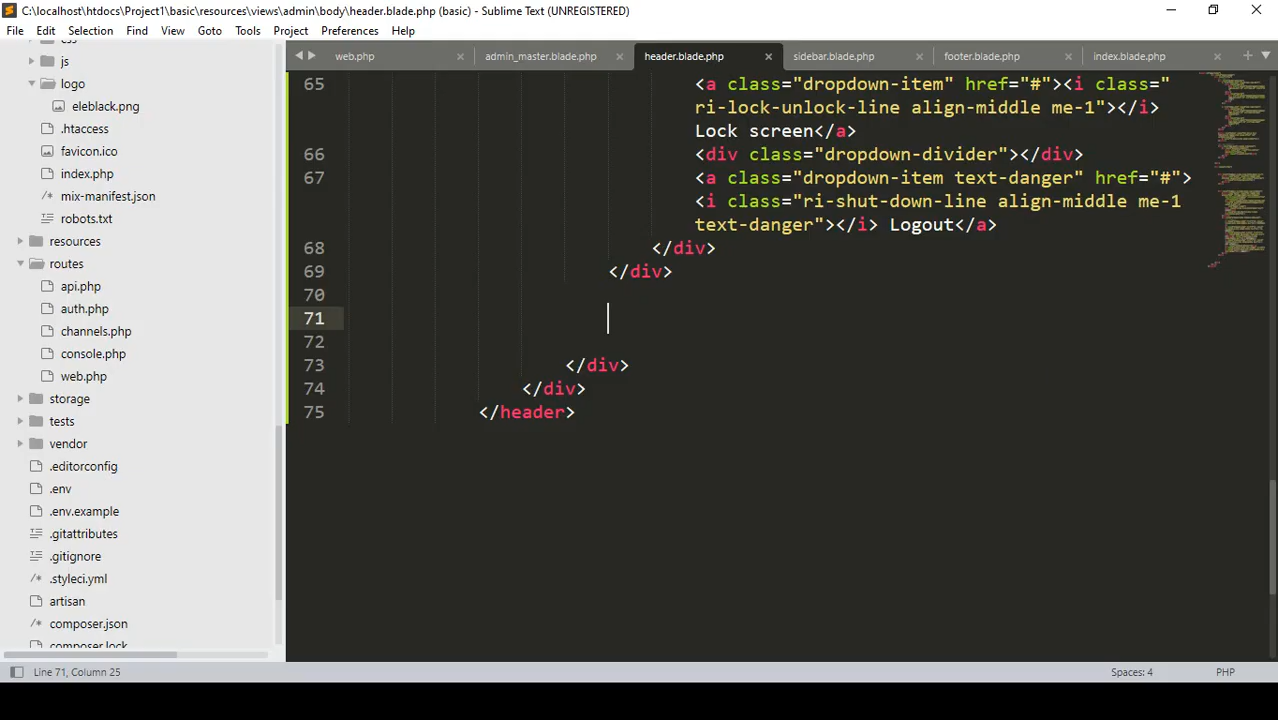 C:\localhost\htdocs\Project1\basic\resources\views\admin\body\header.blade.php (basic) - Sublime Text (UNREGISTERED)
File Edit Selection Find View Goto Tools Project Preferences Help
web.php × admin_master.blade.php × header.blade.php × sidebar.blade.php × footer.blade.php × index.blade.php ×
js
logo
eleblack.png
.htaccess
favicon.ico
index.php
mix-manifest.json
robots.txt
resources
routes
api.php
auth.php
channels.php
console.php
web.php
storage
tests
vendor
.editorconfig
.env
.env.example
.gitattributes
.gitignore
.styleci.yml
artisan
composer.json
composer.lock
65 <a class="dropdown-item" href="#"><i class="
ri-lock-unlock-line align-middle me-1"></i>
Lock screen</a>
66 <div class="dropdown-divider"></div>
67 <a class="dropdown-item text-danger" href="#">
<i class="ri-shut-down-line align-middle me-1
text-danger"></i> Logout</a>
68 </div>
69 </div>
70
71
72
73 </div>
74 </div>
75 </header>
Line 71, Column 25 Spaces: 4 PHP